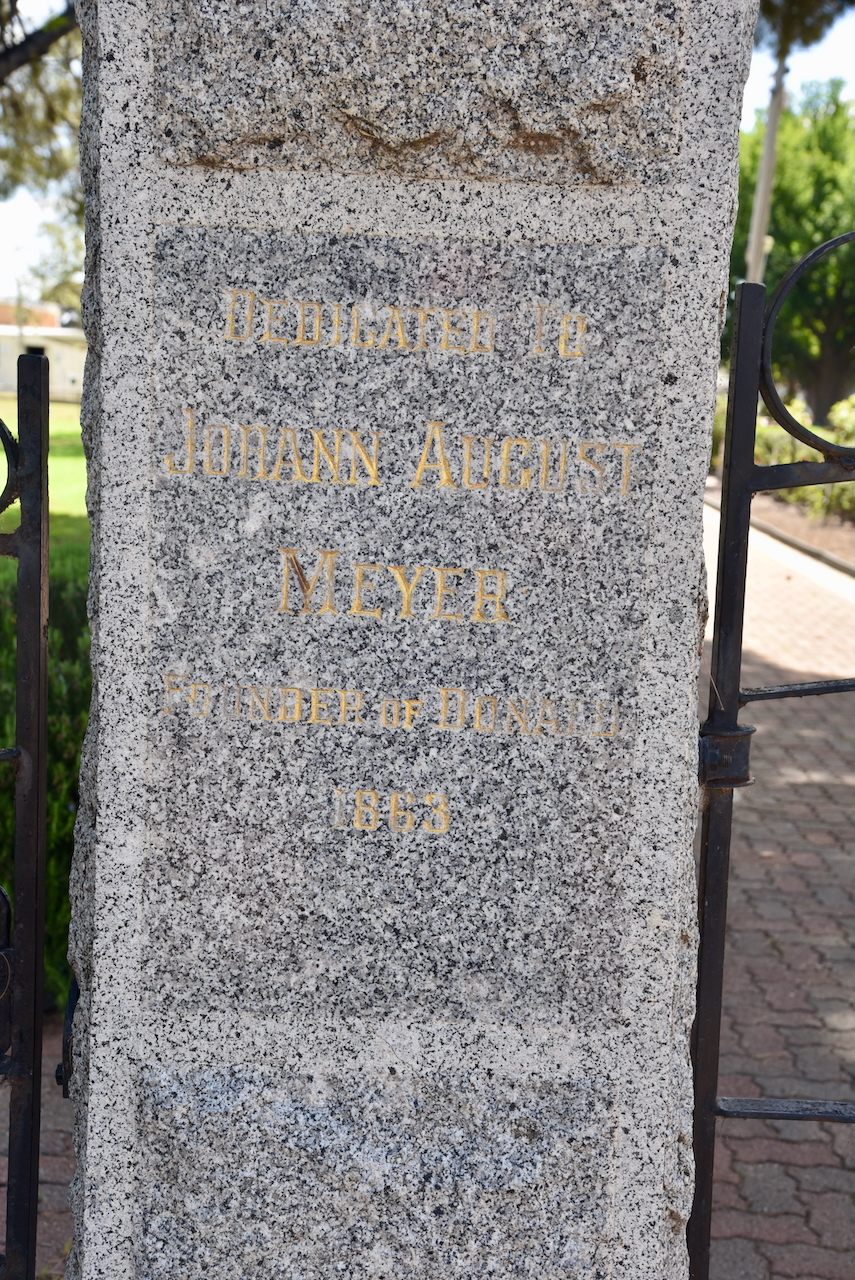 DEDICATED TO
JOHANN AUGUST
MEYER
FOUNDER OF DONALD
1863